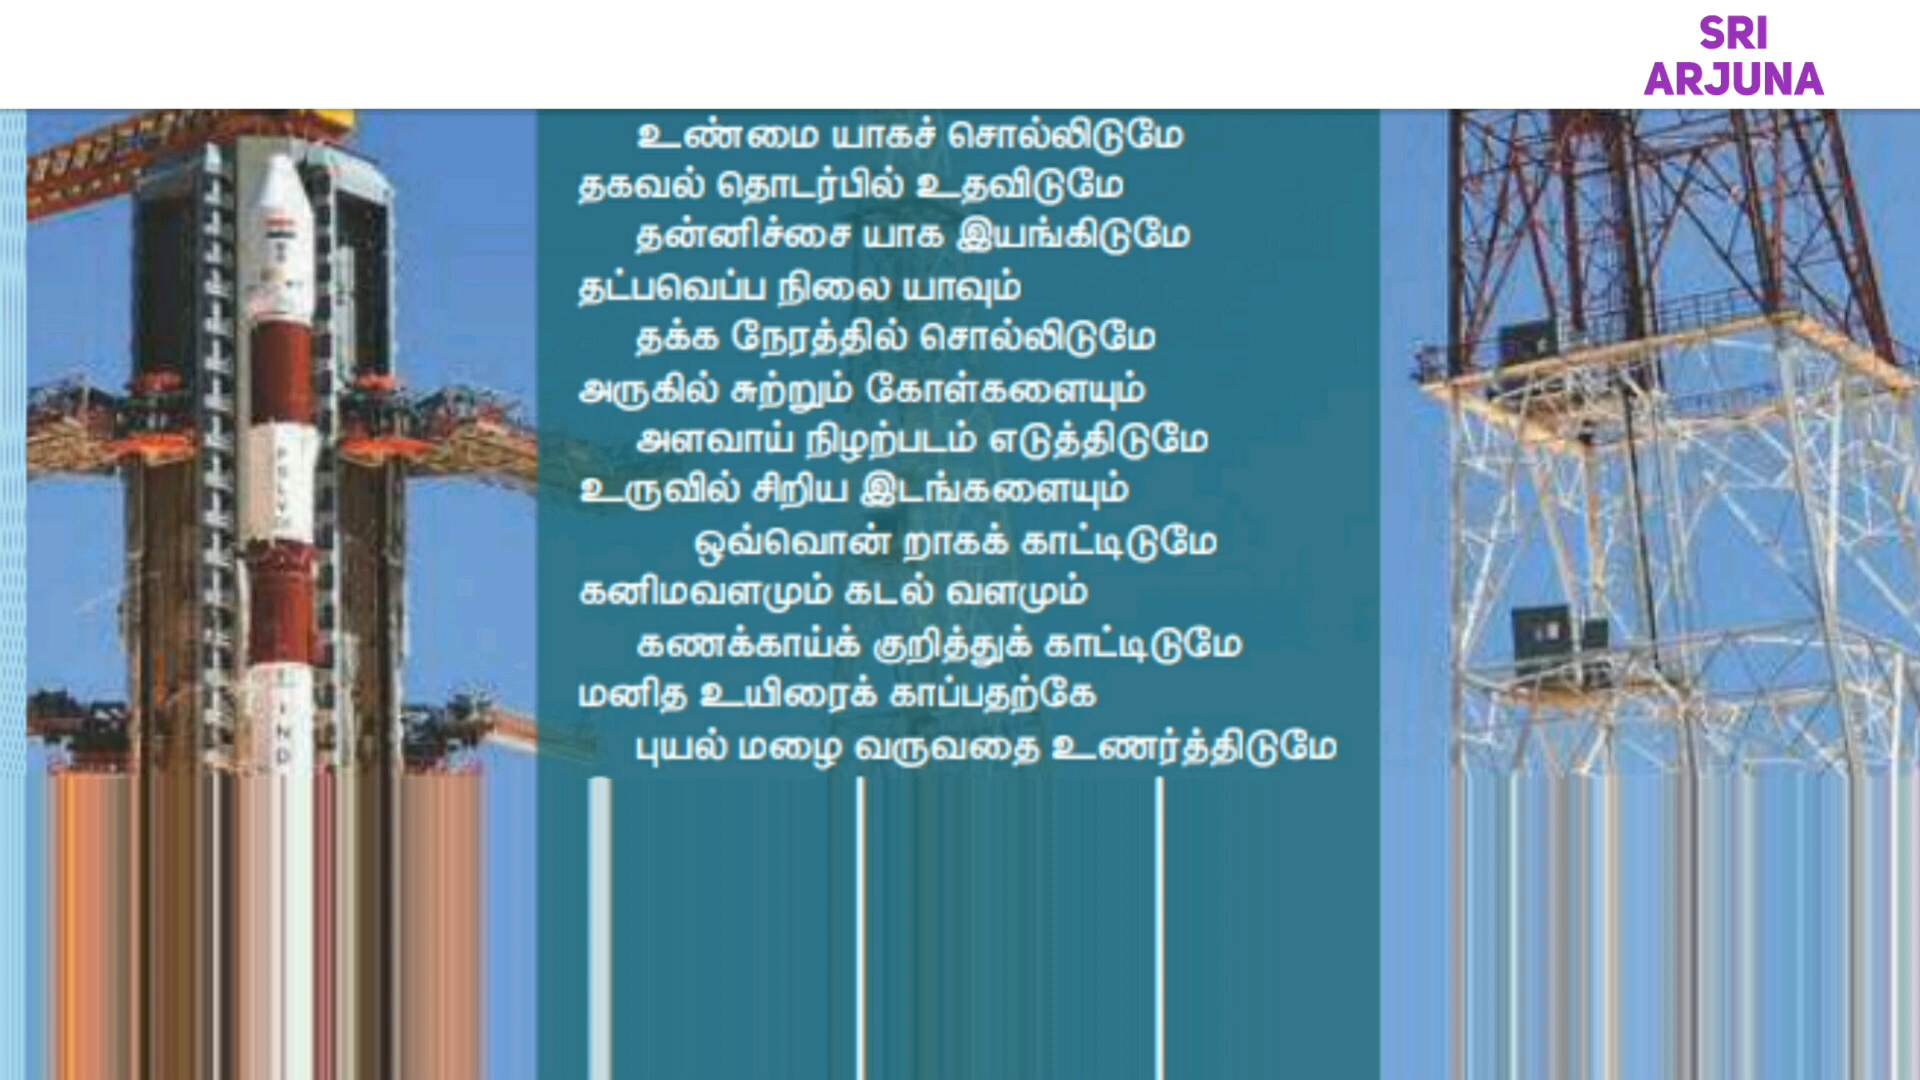 SRI
ARJUNA
உண்மை யாகச் சொல்லிடுமே
தகவல் தொடர்பில் உதவிடுமே
தன்னிச்சை யாக இயங்கிடுமே
தட்பவெப்ப நிலை யாவும்
தக்க நேரத்தில் சொல்லிடுமே
அருகில் சுற்றும் கோள்களையும்
அளவாய் நிழற்படம் எடுத்திடுமே
உருவில் சிறிய இடங்களையும்
ஒவ்வொன் றாகக் காட்டிடுமே
கனிமவளமும் கடல் வளமும்
கணக்காய்க் குறித்துக் காட்டிடுமே
மனித உயிரைக் காப்பதற்கே
புயல் மழை வருவதை உணர்த்திடுமே